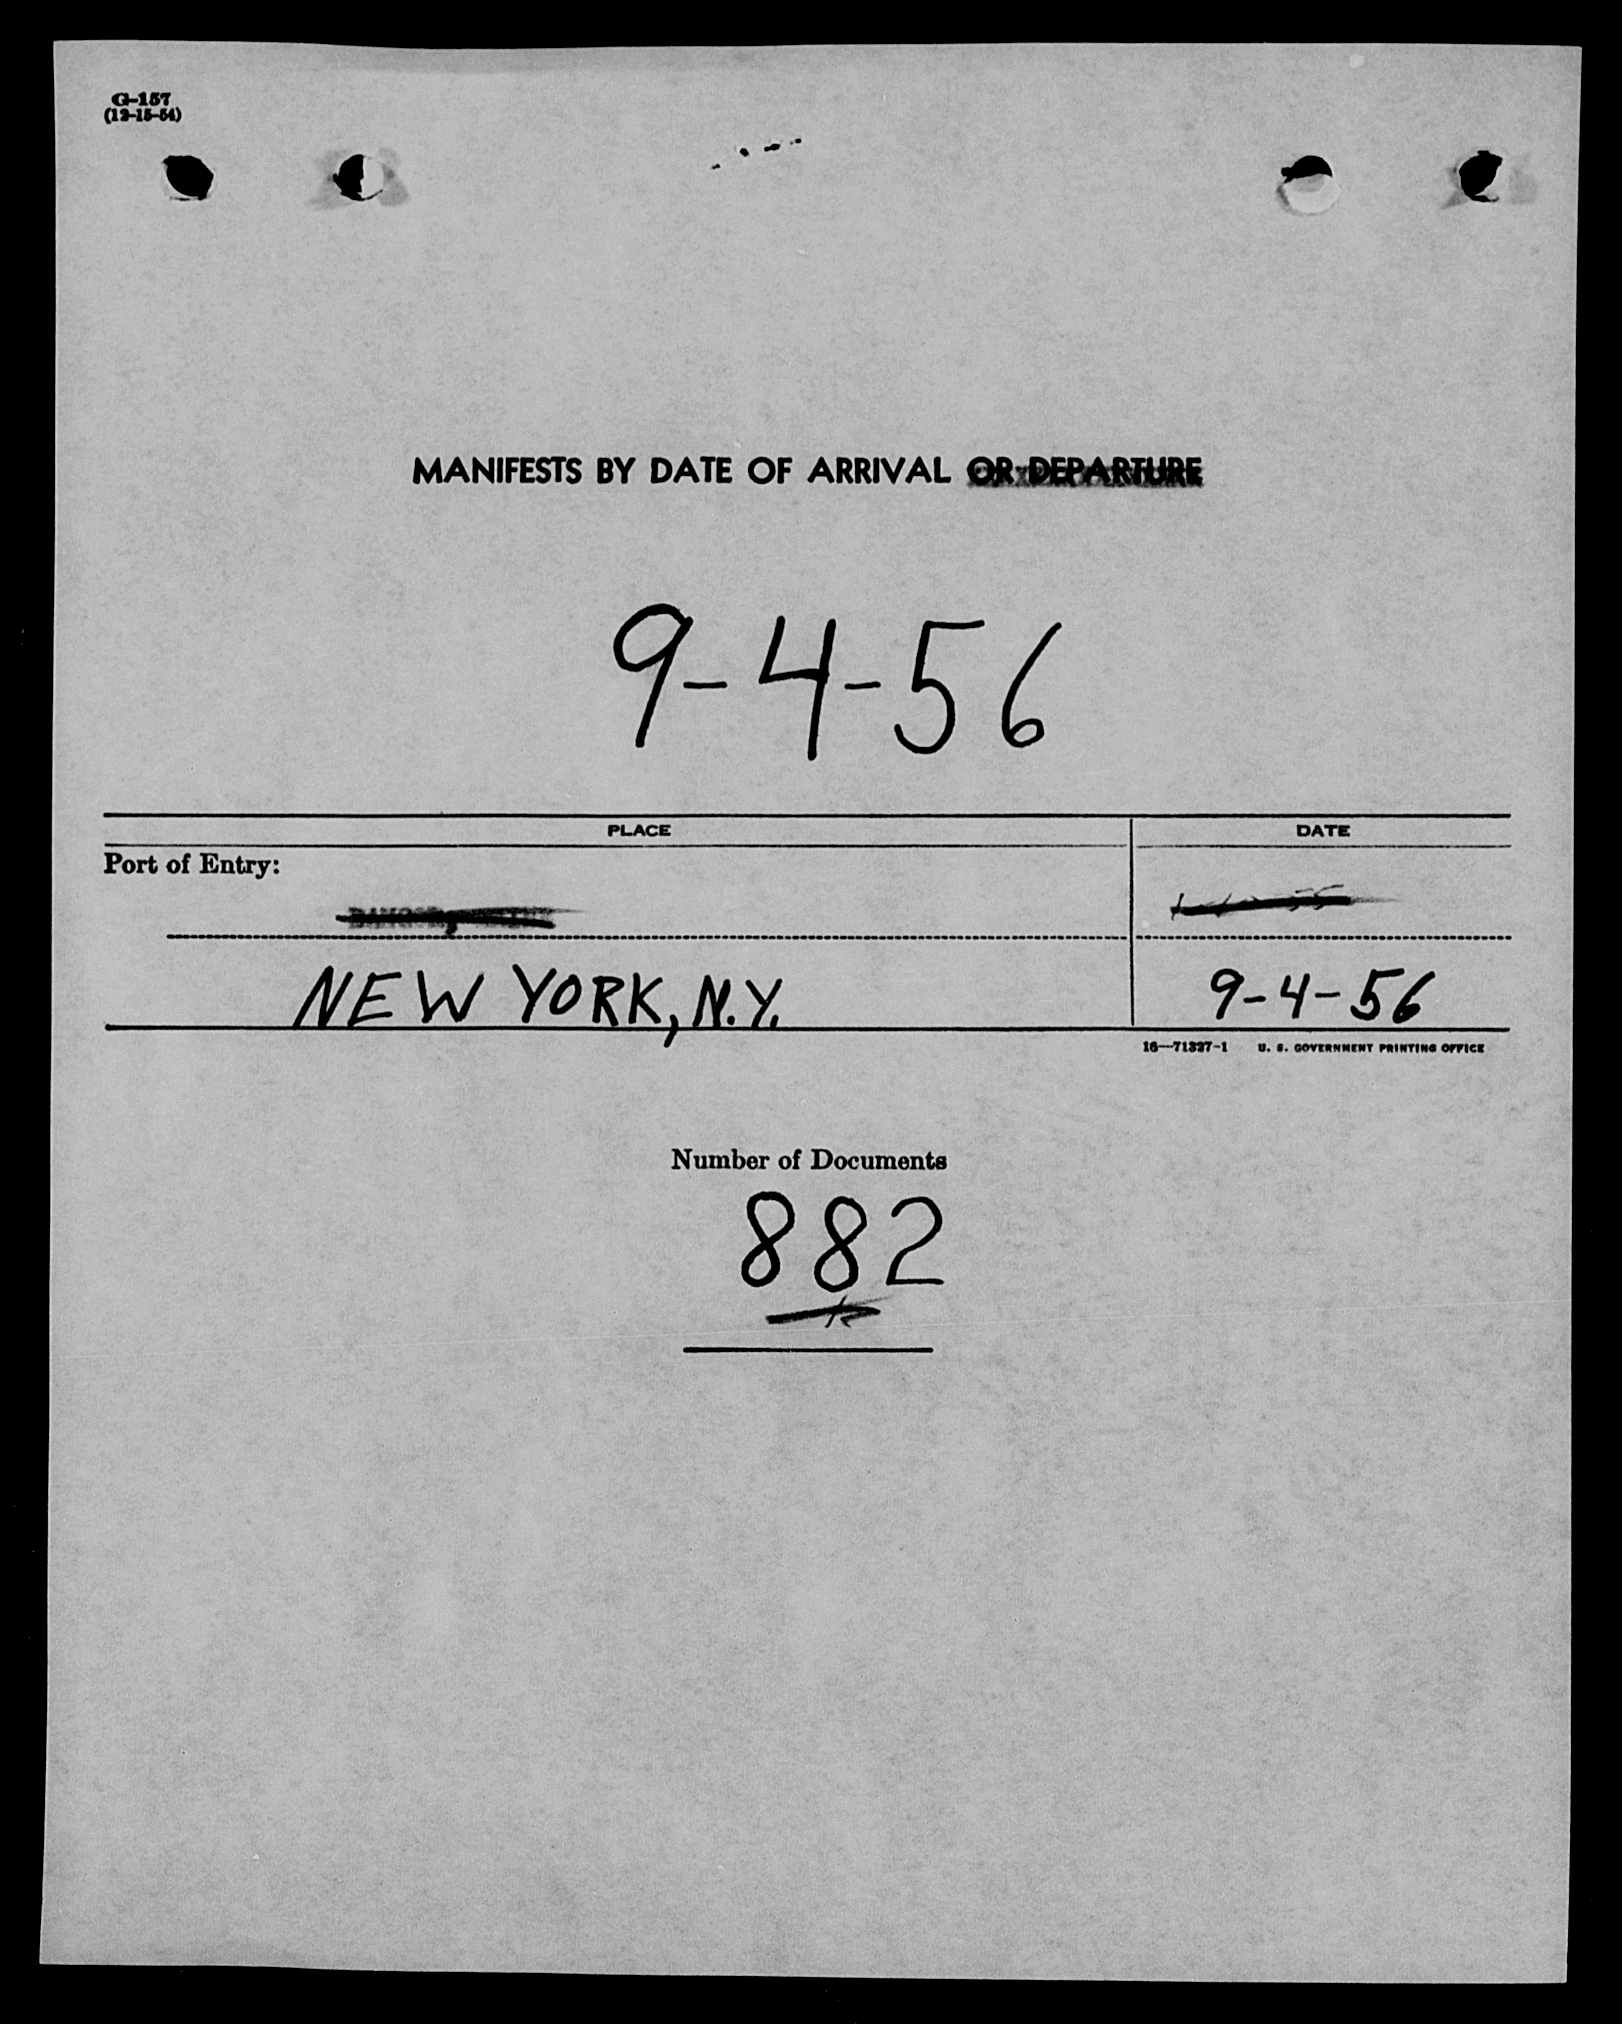 G-157
(12-15-54)
MANIFESTS BY DATE OF ARRIVAL OR DEPARTURE
9-4-56
PLACE DATE
Port of Entry:
NEW YORK, N.Y. 9-4-56
16—71327-1 U. S. GOVERNMENT PRINTING OFFICE
Number of Documents
882